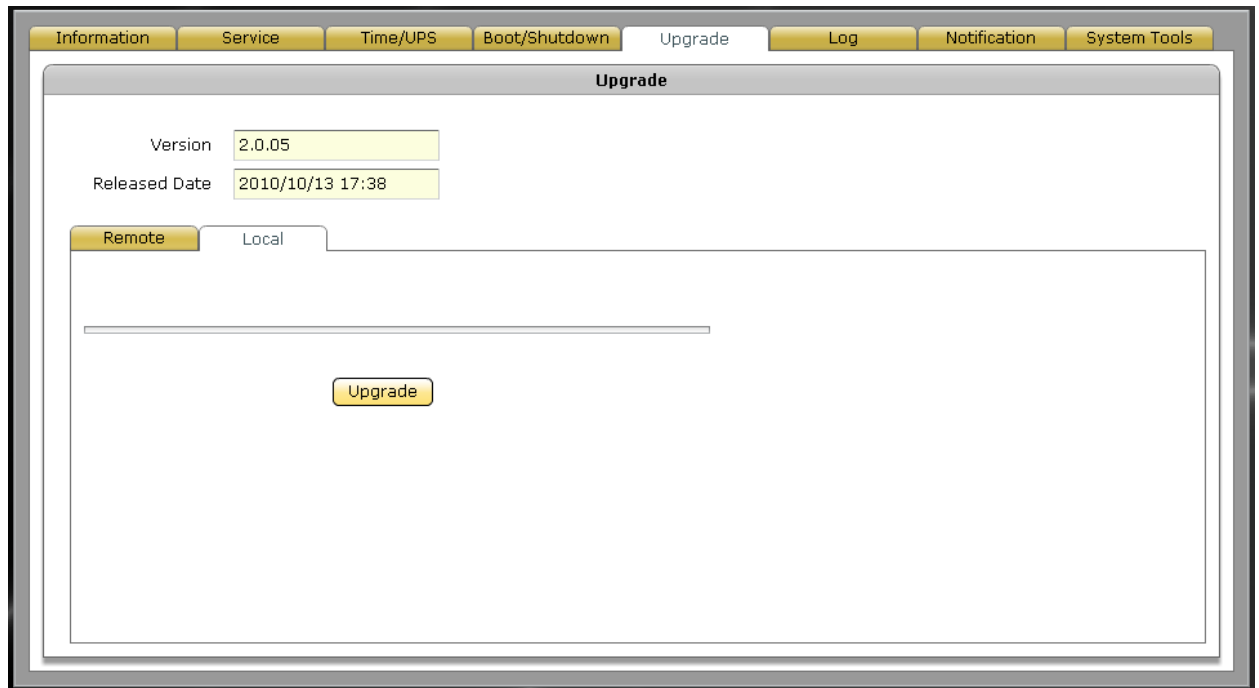 Information Service Time/UPS Boot/Shutdown Upgrade Log Notification System Tools
Upgrade
Version 2.0.05
Released Date 2010/10/13 17:38
Remote Local
Upgrade